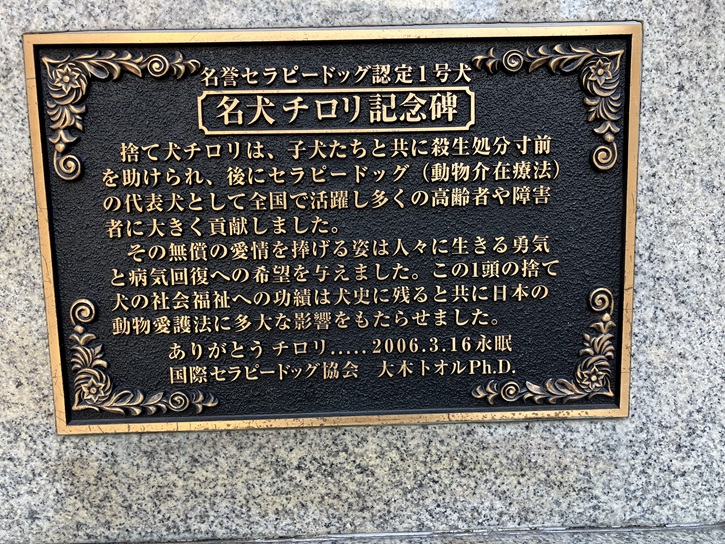 名誉セラピードッグ認定1号犬
名犬 チロリ記念碑
捨て犬チロリは、子犬たちと共に殺生処分寸前
を助けられ、後にセラピードッグ（動物介在療法）
の代表犬として全国で活躍し多くの高齢者や障害
者に大きく貢献しました。
その無償の愛情を捧げる姿は人々に生きる勇気
と病気回復への希望を与えました。この1頭の捨て
犬の社会福祉への功績は犬史に残ると共に日本の
動物愛護法に多大な影響をもたらせました。
ありがとう チロリ.....2006.3.16永眠
国際セラピードッグ協会　大木トオルPh.D.